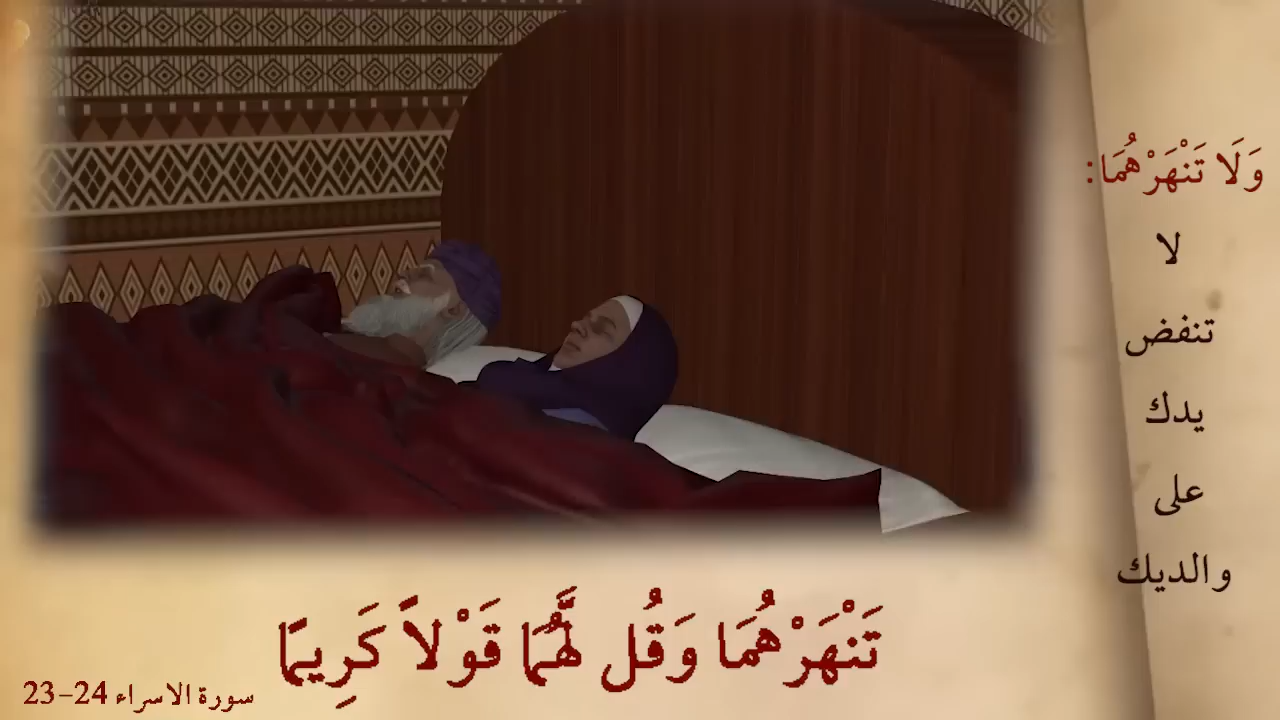 وَلَا تَنْهَرْهُمَا:
لا
تنفض
يدك
على
والديك
تَنْهَرْهُمَا وَقُل لَّهُمَا قَوْلاً كَرِيمًا
سورة الاسراء 24-23